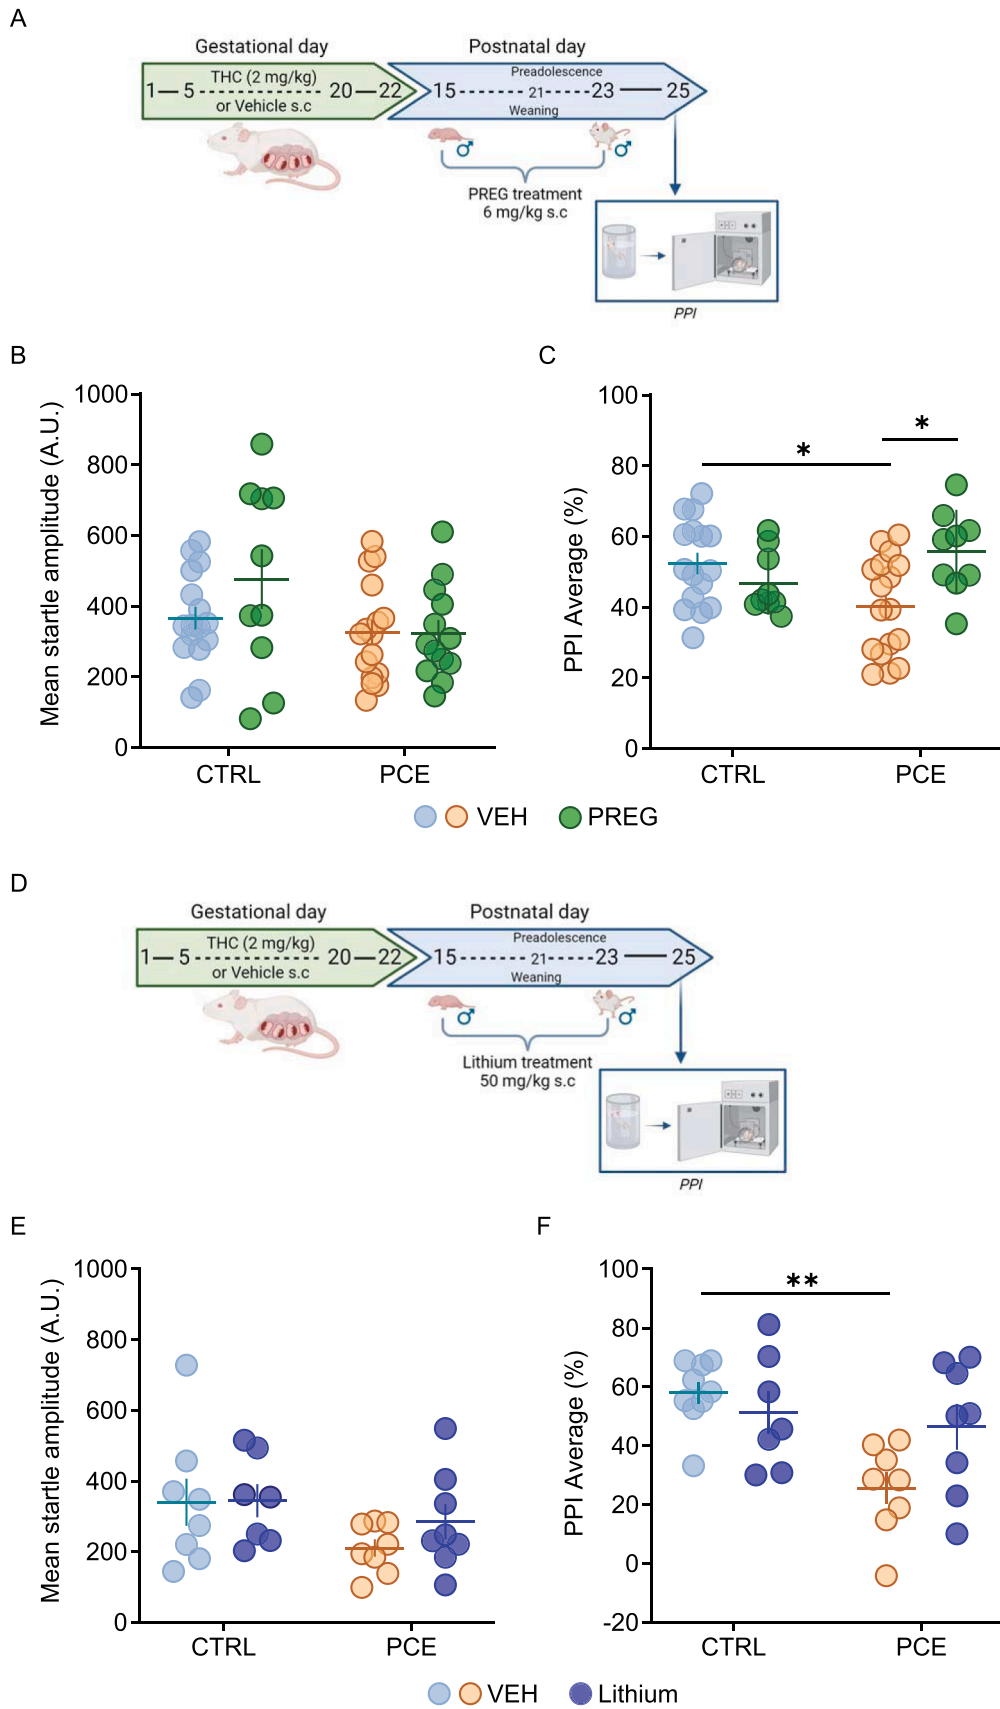 A
Gestational day
Postnatal day
THC (2 mg/kg)
1 5 20 22
or Vehicle s.c
Preadolescence
15 21 23 25
Weaning
♂ ♂
PREG treatment
6 mg/kg s.c
PPI
B
Mean startle amplitude (A.U.)
1000
800
600
400
200
0
CTRL PCE
C
PPI Average (%)
100
80
60
40
20
0
* *
CTRL PCE
VEH PREG
D
Gestational day
Postnatal day
THC (2 mg/kg)
1 5 20 22
or Vehicle s.c
Preadolescence
15 21 23 25
Weaning
♂ ♂
Lithium treatment
50 mg/kg s.c
PPI
E
Mean startle amplitude (A.U.)
1000
800
600
400
200
0
CTRL PCE
F
PPI Average (%)
100
80
60
40
20
0
-20
**
CTRL PCE
VEH Lithium